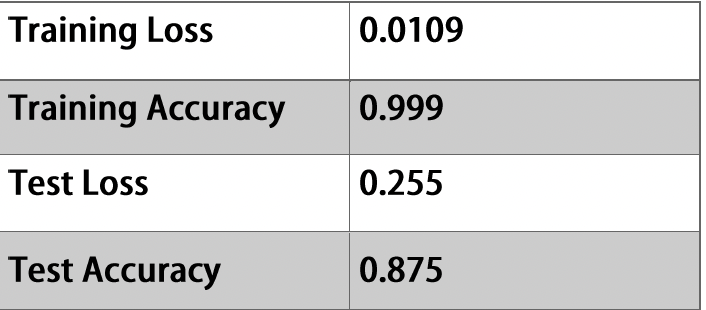 Training Loss 0.0109
Training Accuracy 0.999
Test Loss 0.255
Test Accuracy 0.875